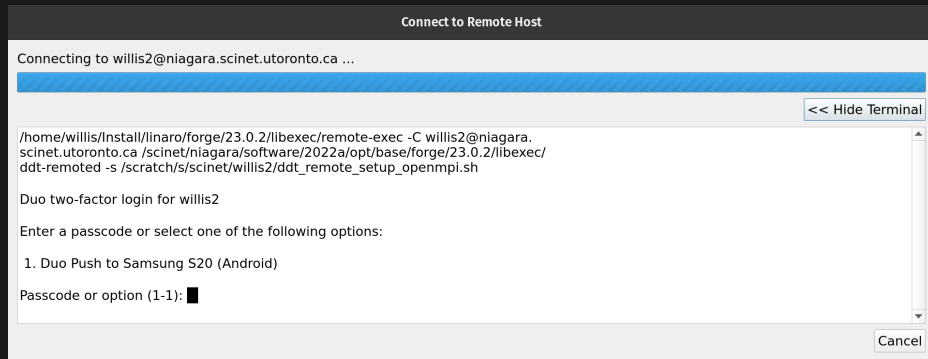 Connect to Remote Host
Connecting to willis2@niagara.scinet.utoronto.ca ...
<< Hide Terminal
/home/willis/Install/linaro/forge/23.0.2/libexec/remote-exec -C willis2@niagara.
scinet.utoronto.ca /scinet/niagara/software/2022a/opt/base/forge/23.0.2/libexec/
ddt-remoted -s /scratch/s/scinet/willis2/ddt_remote_setup_openmpi.sh
Duo two-factor login for willis2
Enter a passcode or select one of the following options:
1. Duo Push to Samsung S20 (Android)
Passcode or option (1-1):
Cancel